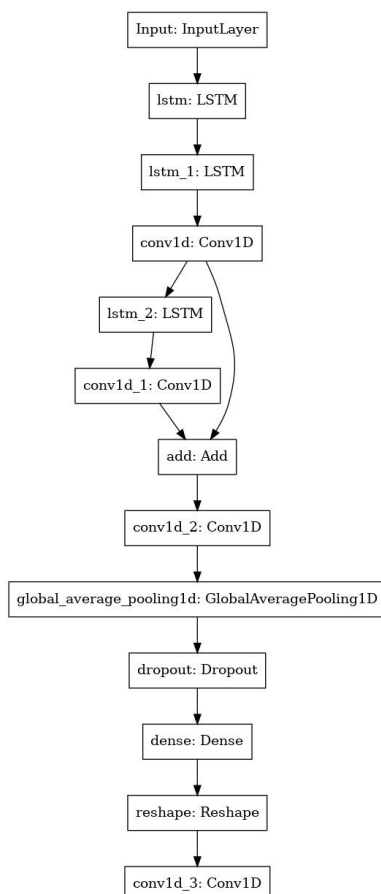 Input: InputLayer
lstm: LSTM
lstm_1: LSTM
conv1d: Conv1D
lstm_2: LSTM
conv1d_1: Conv1D
add: Add
conv1d_2: Conv1D
global_average_pooling1d: GlobalAveragePooling1D
dropout: Dropout
dense: Dense
reshape: Reshape
conv1d_3: Conv1D